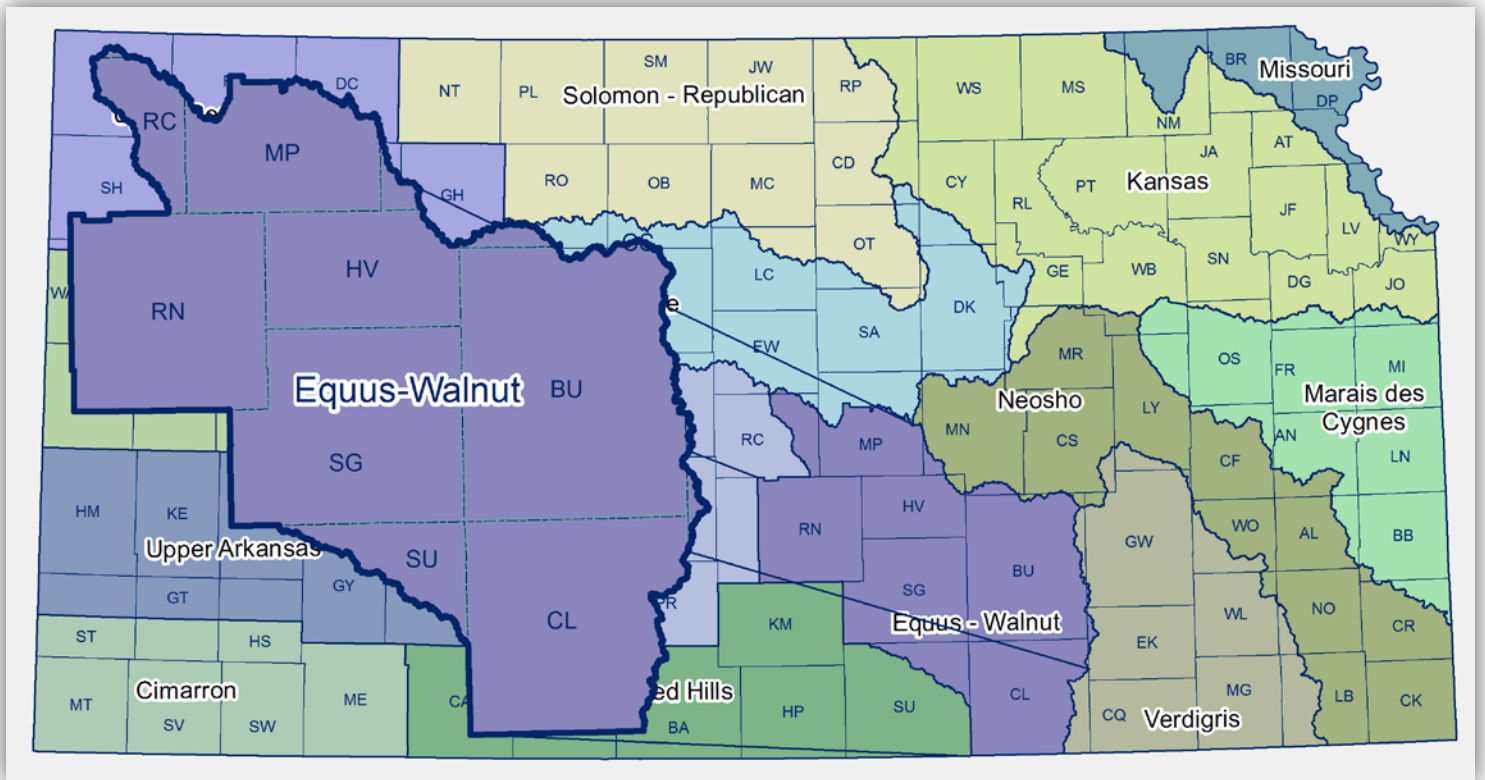 BR
Missouri
SM
JW
DC
NT
PL
Solomon - Republican
RP
WS
MS
DP
NM
RC
MP
AT
JA
CD
SH
GH
RO
OB
MC
CY
RL
PT
Kansas
JF
LV
WY
OT
HV
LC
GE
WB
SN
DG
JO
RN
DK
SA
EW
MR
OS
FR
MI
Equus-Walnut
BU
Neosho
Marais des
Cygnes
LY
MN
CS
AN
RC
MP
LN
SG
CF
HM
KE
HV
RN
WO
AL
BB
Upper Arkansas
GW
SU
GY
BU
GT
SG
NO
CL
KM
Equus - Walnut
WL
CR
ST
HS
EK
Cimarron
ed Hills
MT
SV
SW
ME
CA
BA
HP
SU
CL
CQ
MG
Verdigris
LB
CK